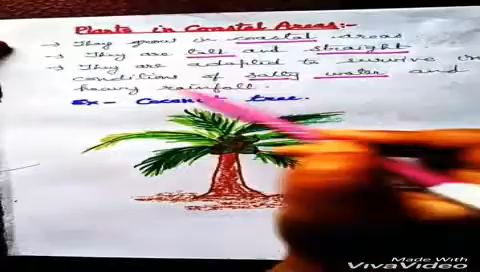 Plants in Coastal Areas:-
→ They grow in coastal areas
→ They are tall and straight.
→ They are adapted to survive in
conditions of salty water and
heavy rainfall.
Ex- Coconut tree.
Made With
VivaVideo